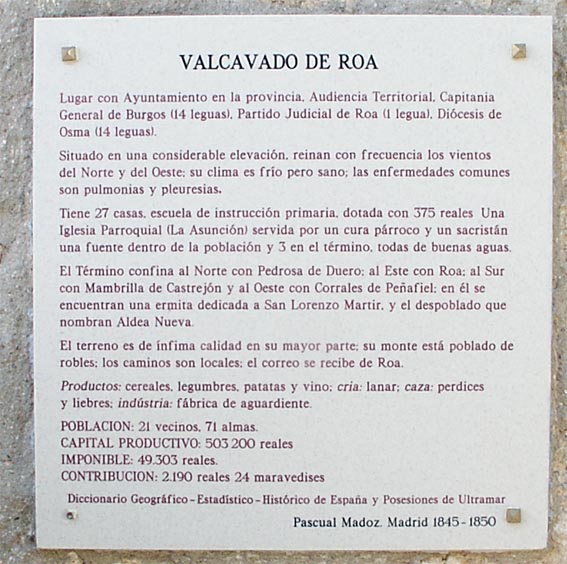 VALCAVADO DE ROA
Lugar con Ayuntamiento en la provincia, Audiencia Territorial, Capitania
General de Burgos (14 leguas), Partido Judicial de Roa (1 legua), Diócesis de
Osma (14 leguas).
Situado en una considerable elevación, reinan con frecuencia los vientos
del Norte y del Oeste; su clima es frío pero sano; las enfermedades comunes
son pulmonias y pleuresias.
Tiene 27 casas, escuela de instrucción primaria, dotada con 375 reales Una
Iglesia Parroquial (La Asunción) servida por un cura párroco y un sacristán
una fuente dentro de la población y 3 en el término, todas de buenas aguas.
El Término confina al Norte con Pedrosa de Duero; al Este con Roa; al Sur
con Mambrilla de Castrejón y al Oeste con Corrales de Peñafiel; en él se
encuentran una ermita dedicada a San Lorenzo Martir, y el despoblado que
nombran Aldea Nueva.
El terreno es de ínfima calidad en su mayor parte; su monte está poblado de
robles; los caminos son locales; el correo se recibe de Roa.
Productos: cereales, legumbres, patatas y vino; cria: lanar; caza: perdices
y liebres; indústria: fábrica de aguardiente.
POBLACION: 21 vecinos, 71 almas.
CAPITAL PRODUCTIVO: 503 200 reales
IMPONIBLE: 49.303 reales.
CONTRIBUCION: 2.190 reales 24 maravedises
Diccionario Geográfico-Estadístico-Histórico de España y Posesiones de Ultramar
Pascual Madoz. Madrid 1845-1850